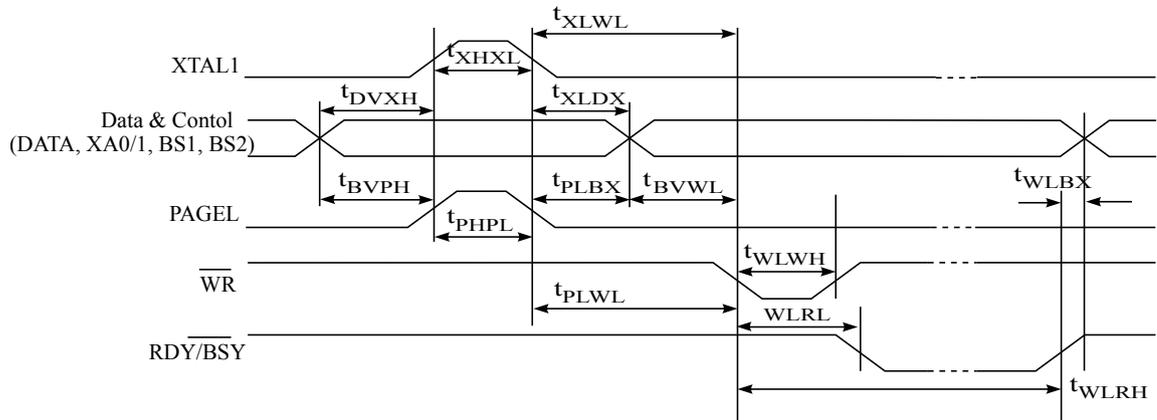 tXLWL
tXHXL
XTAL1
tDVXH
tXLDX
Data & Contol
(DATA, XA0/1, BS1, BS2)
tBVPH
tPLBX
tBVWL
tWLBX
PAGEL
tPHPL
tWLWH
WR
tPLWL
WLRL
RDY/BSY
tWLRH